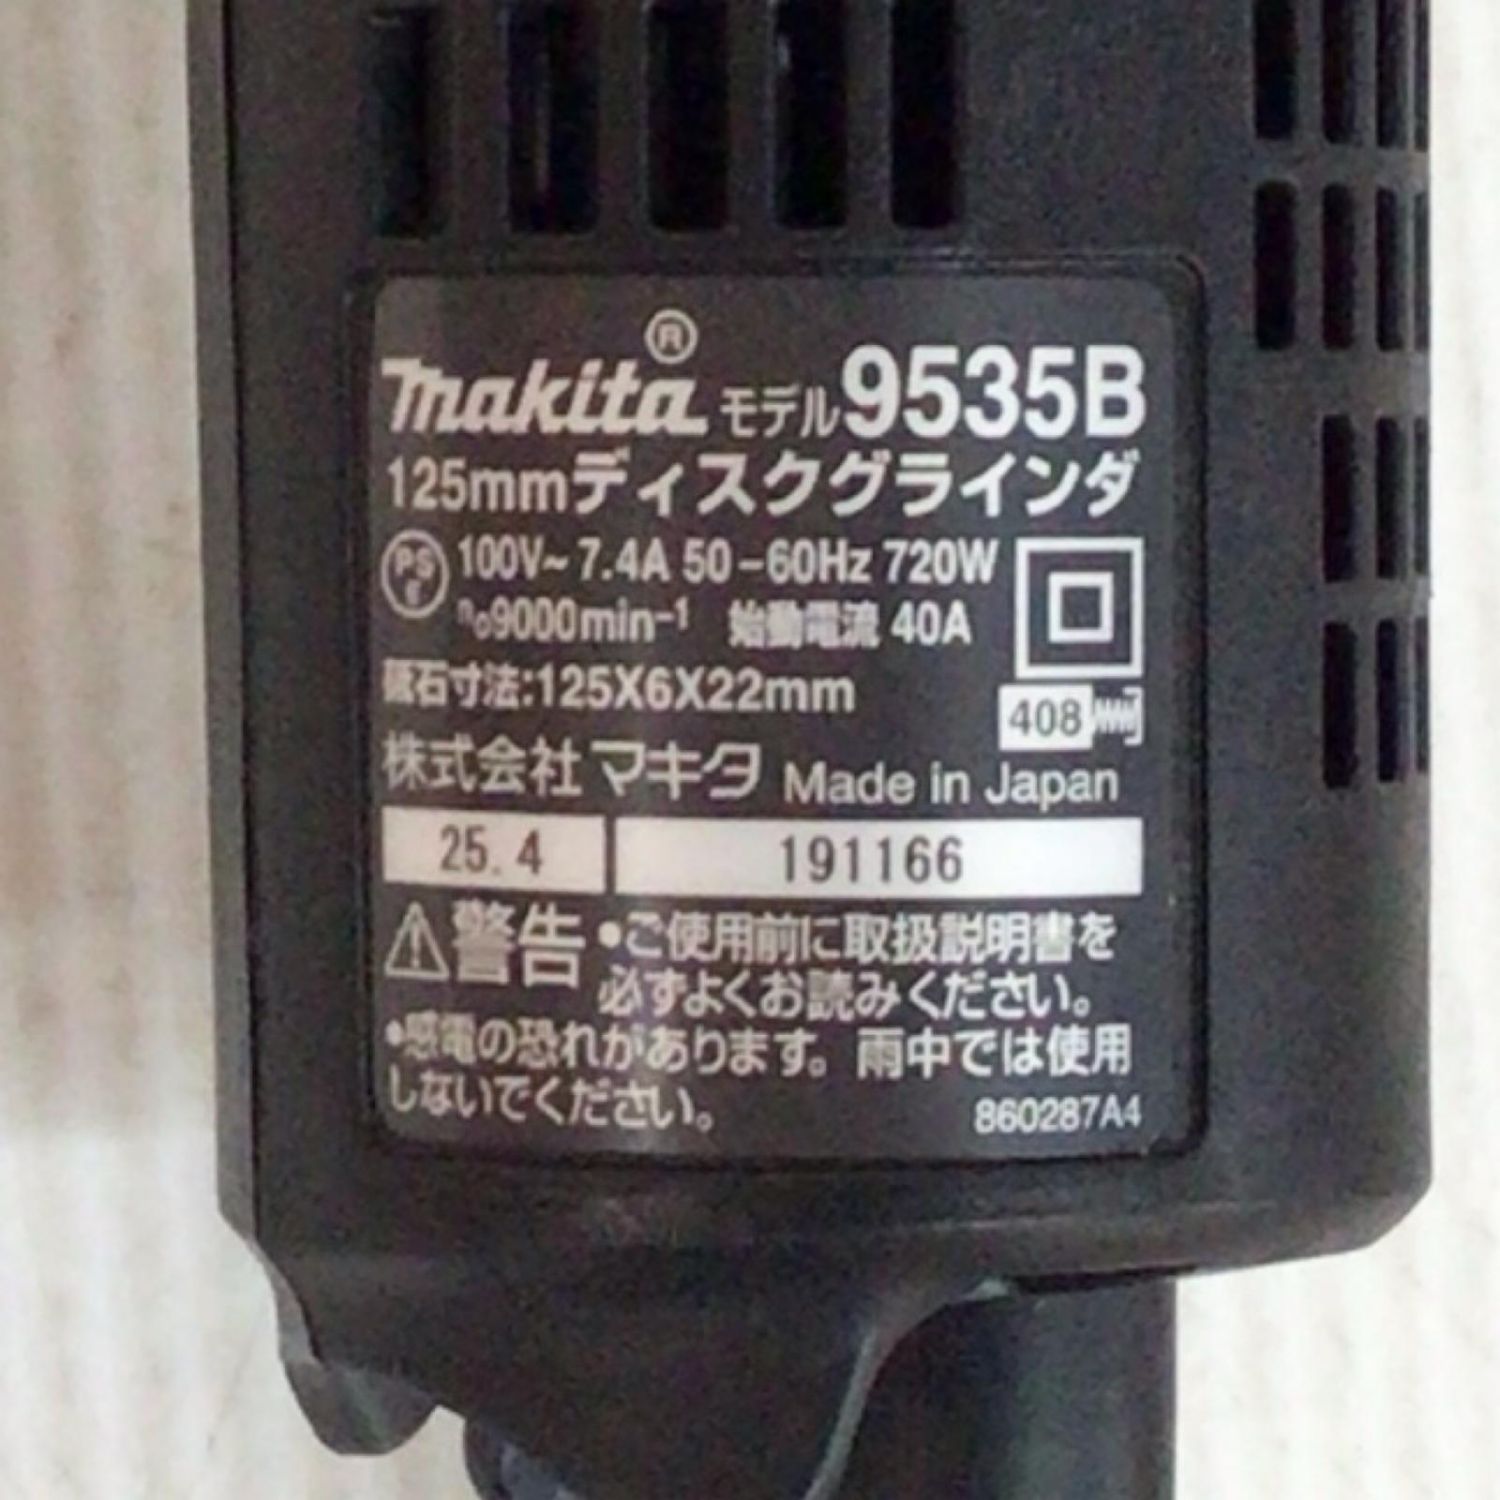 makita® モデル9535B
125mmディスクグラインダ
PS E 100V~7.4A 50-60Hz 720W
n₀9000min⁻¹ 始動電流 40A
砥石寸法:125X6X22mm
408
株式会社マキタ Made in Japan
25.4 191166
⚠警告 •ご使用前に取扱説明書を
必ずよくお読みください。
•感電の恐れがあります。雨中では使用
しないでください。
860287A4